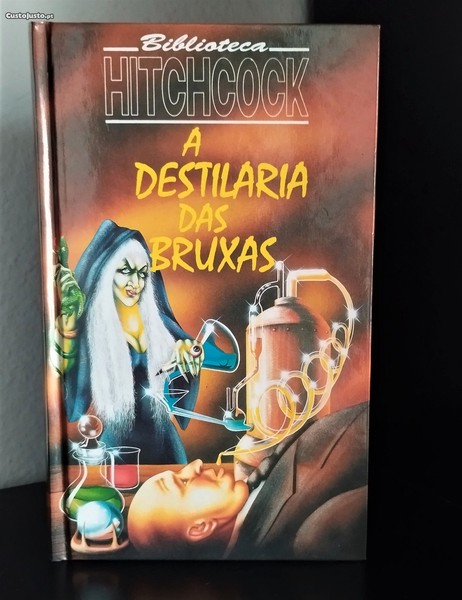 CustoJusto.pt
Biblioteca
HITCHCOCK
A
DESTILARIA
DAS
BRUXAS